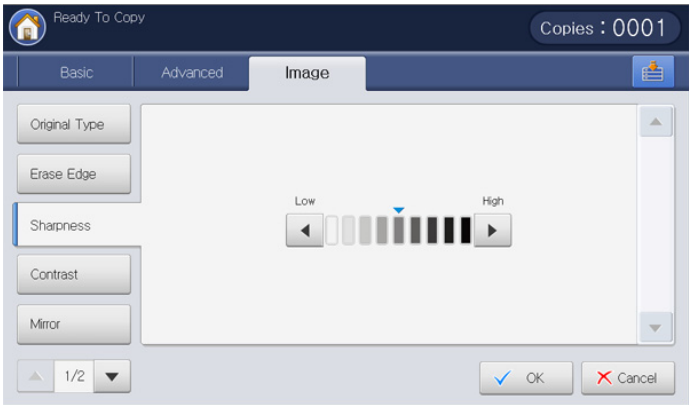 Ready To Copy
Copies : 0001
Basic
Advanced
Image
Original Type
Erase Edge
Sharpness
Contrast
Mirror
Low
High
1/2
OK
Cancel